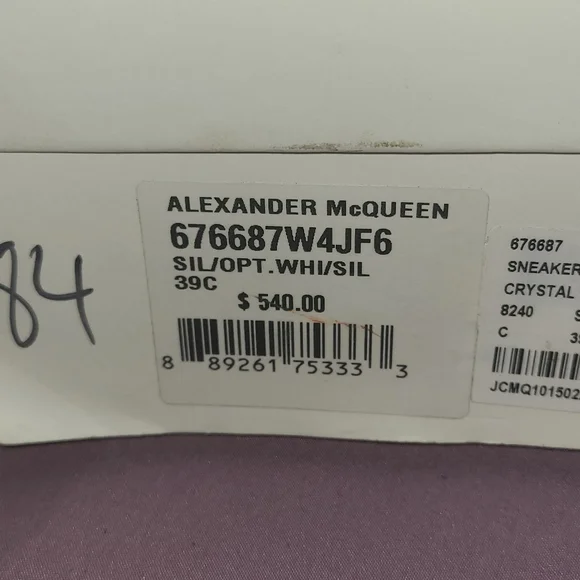 84
ALEXANDER McQUEEN
676687W4JF6
SIL/OPT.WHI/SIL
39C
$ 540.00
8 89261 75333 3
676687
SNEAKER
CRYSTAL
8240 S
C 3
JCMQ101502